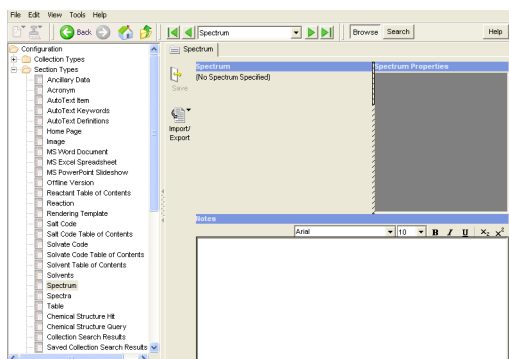 File Edit View Tools Help
Back
Spectrum
Browse Search
Help
Configuration
Collection Types
Section Types
Ancillary Data
Acronym
AutoText Item
AutoText Keywords
AutoText Definitions
Home Page
Image
MS Word Document
MS Excel Spreadsheet
MS PowerPoint Slideshow
Offline Version
Reactant Table of Contents
Reaction
Rendering Template
Salt Code
Salt Code Table of Contents
Solvate Code
Solvate Code Table of Contents
Solvent Table of Contents
Solvents
Spectrum
Spectra
Table
Chemical Structure Hit
Chemical Structure Query
Collection Search Results
Saved Collection Search Results
Spectrum
Save
Import/
Export
Spectrum
(No Spectrum Specified)
Spectrum Properties
Notes
Arial 10 B I U X₂ X²